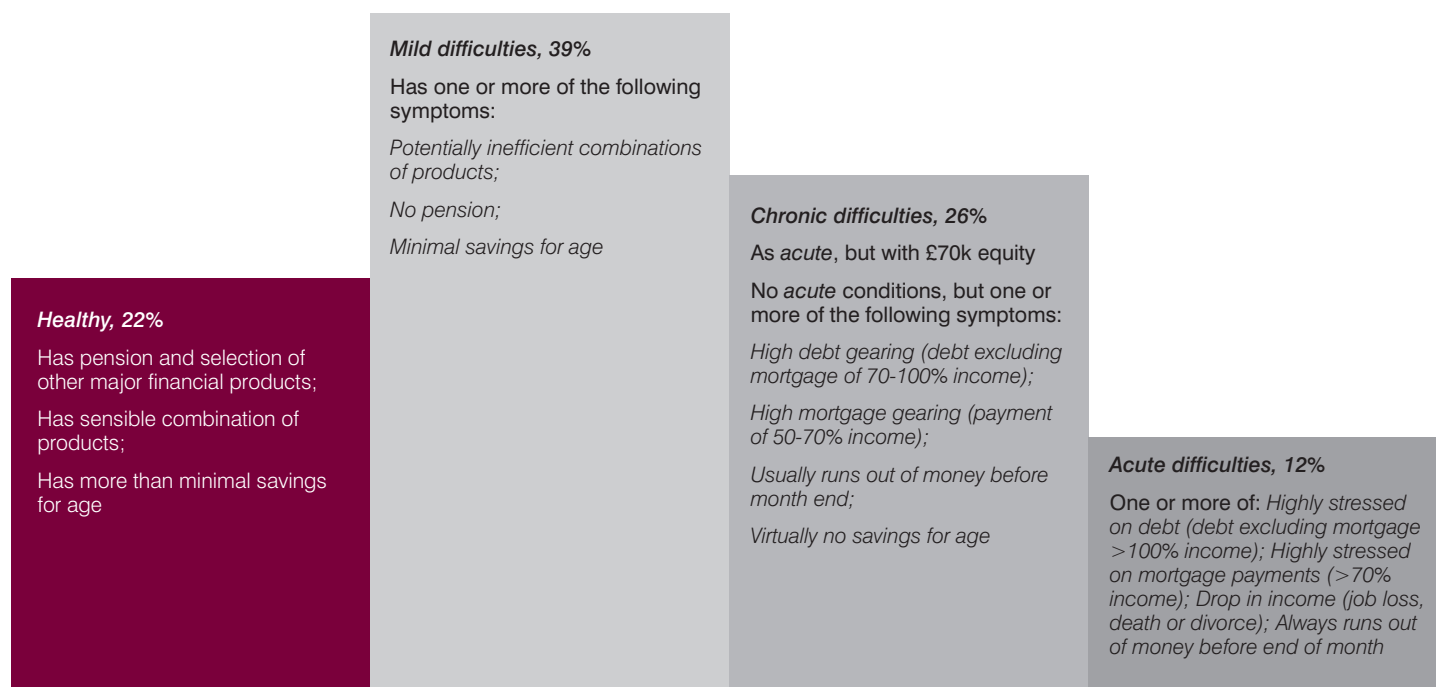 Mild difficulties, 39%
Has one or more of the following
symptoms:
Potentially inefficient combinations
of products;
No pension;
Minimal savings for age
Chronic difficulties, 26%
As acute, but with £70k equity
No acute conditions, but one or
more of the following symptoms:
High debt gearing (debt excluding
mortgage of 70-100% income);
High mortgage gearing (payment
of 50-70% income);
Usually runs out of money before
month end;
Virtually no savings for age
Healthy, 22%
Has pension and selection of
other major financial products;
Has sensible combination of
products;
Has more than minimal savings
for age
Acute difficulties, 12%
One or more of: Highly stressed
on debt (debt excluding mortgage
>100% income); Highly stressed
on mortgage payments (>70%
income); Drop in income (job loss,
death or divorce); Always runs out
of money before end of month